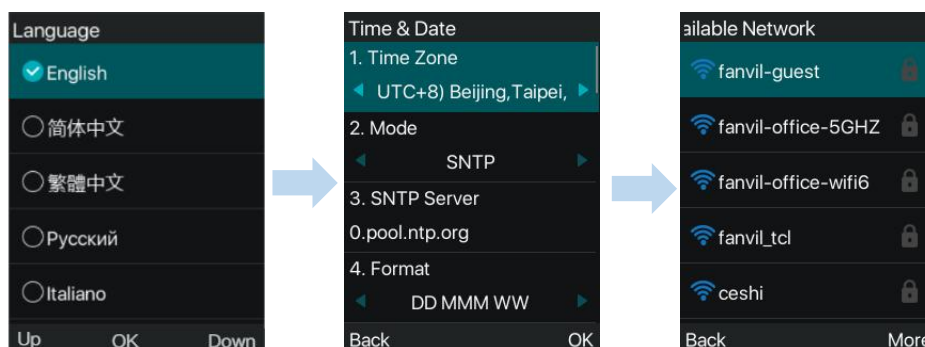 Language
English
简体中文
繁體中文
Русский
Italiano
Up OK Down
Time & Date
1. Time Zone
UTC+8) Beijing,Taipei,
2. Mode
SNTP
3. SNTP Server
0.pool.ntp.org
4. Format
DD MMM WW
Back OK
ailable Network
fanvil-guest
fanvil-office-5GHZ
fanvil-office-wifi6
fanvil_tcl
ceshi
Back More